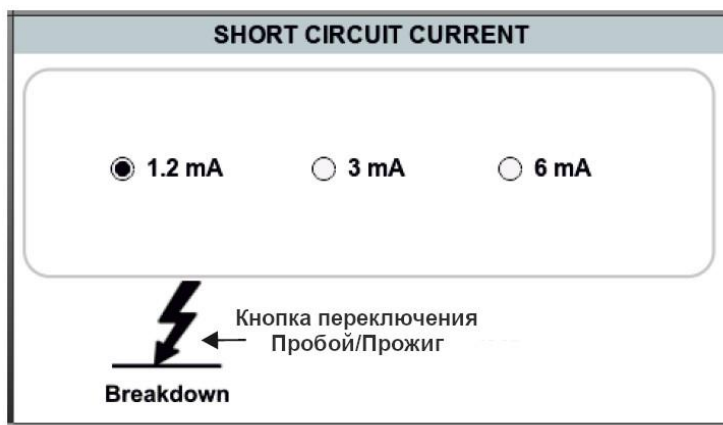 SHORT CIRCUIT CURRENT
1.2 mA 3 mA 6 mA
Кнопка переключения
Пробой/Прожиг
Breakdown